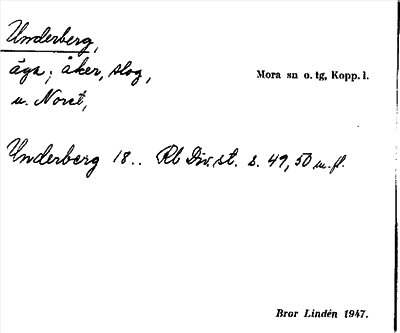 Underberg,
äga; åker, slog,
Mora sn o. tg, Kopp. l.
u. Noret,
Underberg 18.. Rb Div. st. s. 49, 50 m. fl.
Bror Lindén 1947.